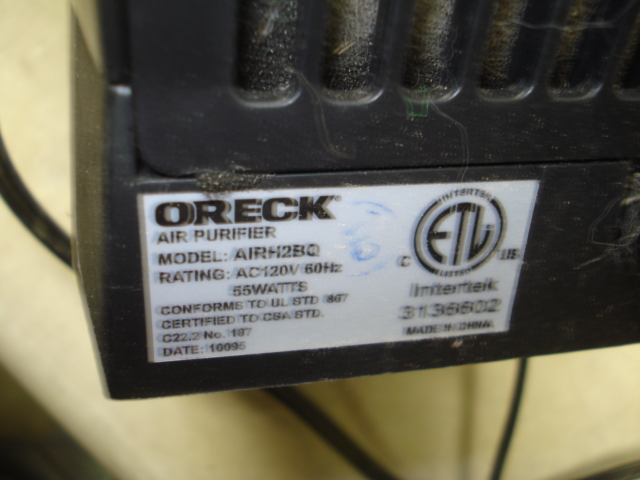 ORECK
AIR PURIFIER
MODEL: AIRH2BQ
RATING: AC120V 60Hz
55WATTS
CONFORMS TO UL STD 867
CERTIFIED TO CSA STD.
C22.2 No. 187
DATE: 10095
INTERTEK
ETL
C US
Intertek
3136602
MADE IN CHINA